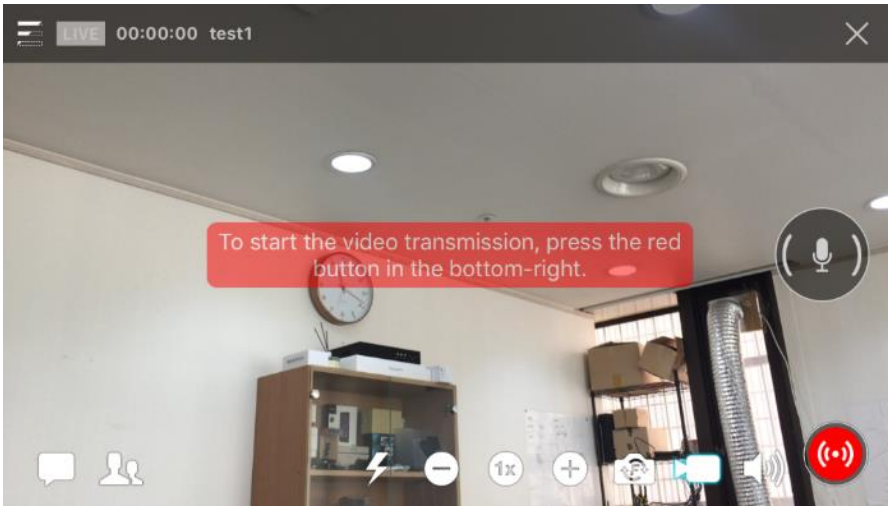 LIVE 00:00:00 test1
To start the video transmission, press the red
button in the bottom-right.
1x